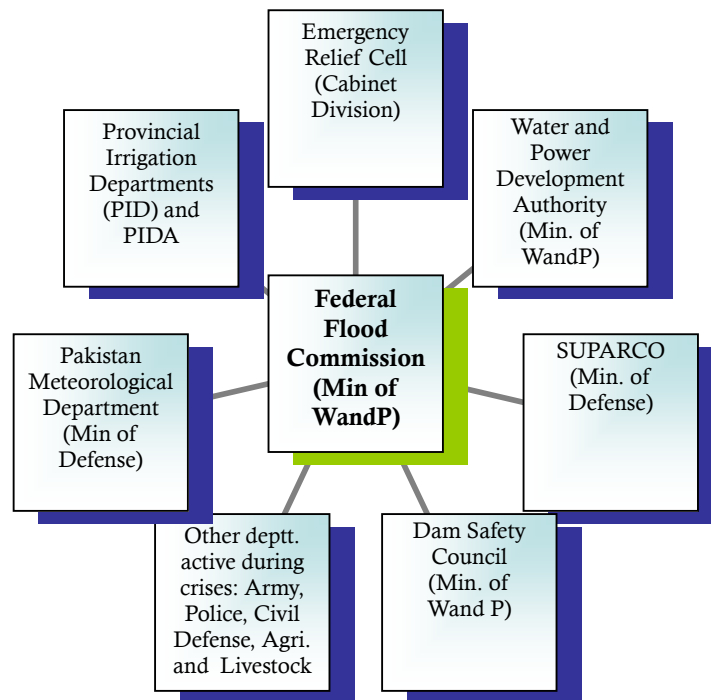 Emergency
Relief Cell
(Cabinet
Division)
Provincial
Irrigation
Departments
(PID) and
PIDA
Water and
Power
Development
Authority
(Min. of
WandP)
Federal
Flood
Commission
(Min of
WandP)
Pakistan
Meteorological
Department
(Min of
Defense)
SUPARCO
(Min. of
Defense)
Other deptt.
active during
crises: Army,
Police, Civil
Defense, Agri.
and Livestock
Dam Safety
Council
(Min. of
Wand P)